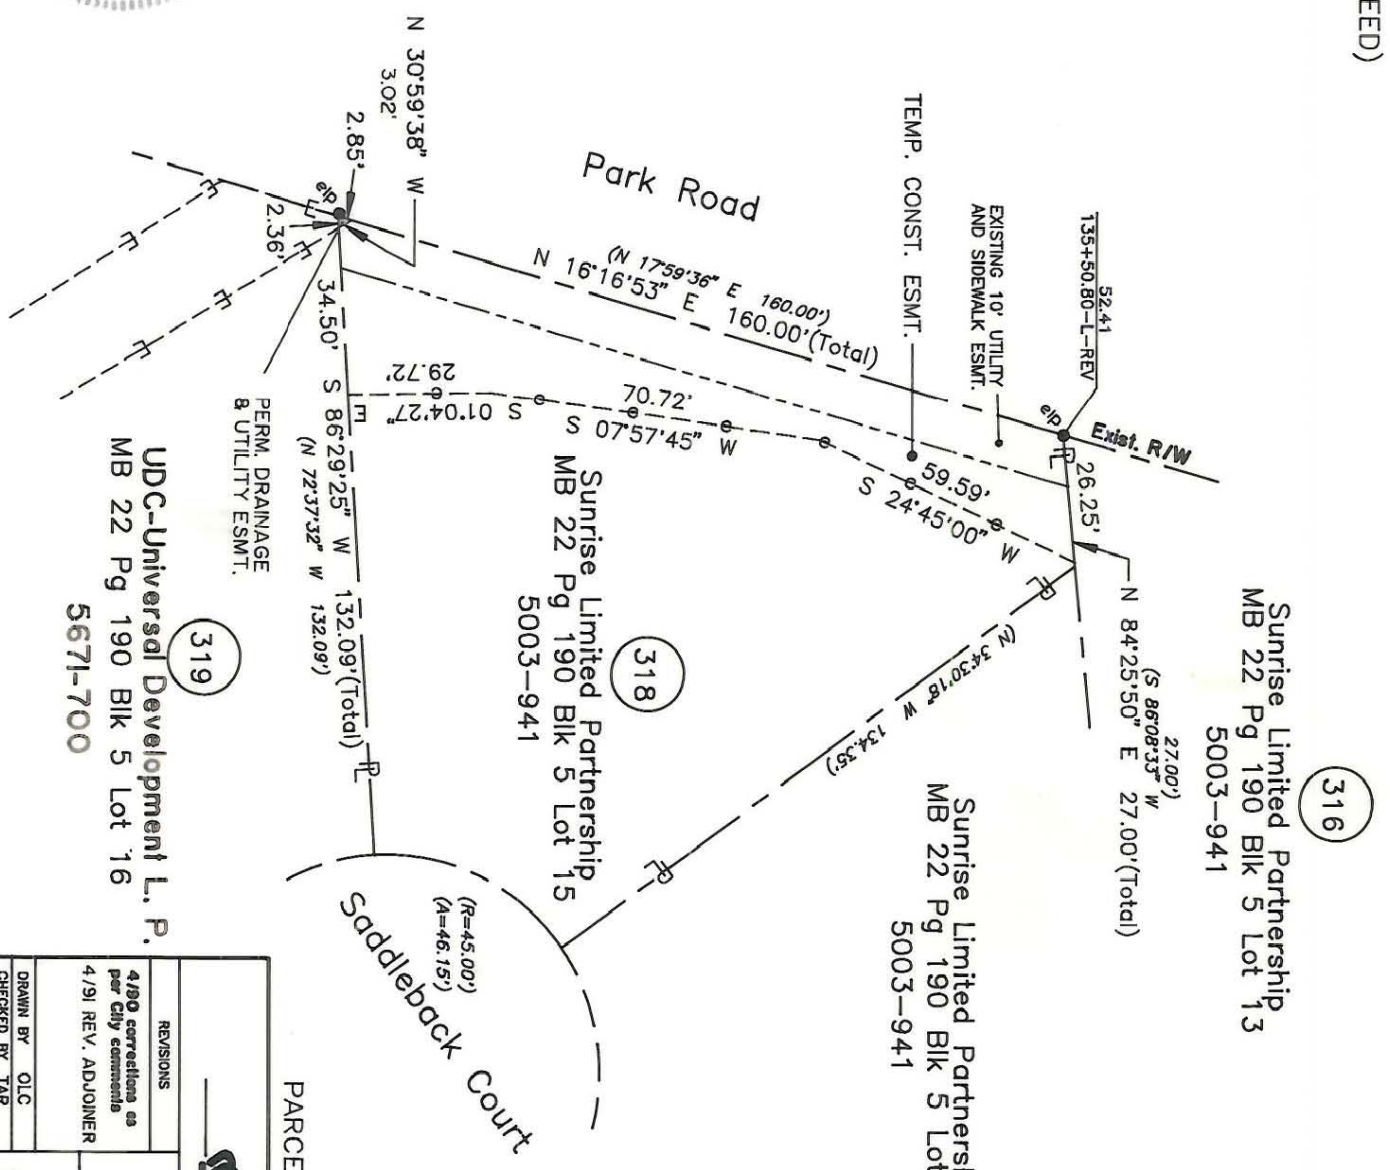 EED)
52.41
135+50.80-L-REV
EXISTING 10' UTILITY
AND SIDEWALK ESMT.
TEMP. CONST. ESMT.
N 30°59'38" W
3.02'
2.85'
2.36'
eip
Park Road
(N 17°59'36" E 160.00')
N 16°16'53" E 160.00'(Total)
eip
Exist. R/W
PL
26.25'
N 84°25'50" E 27.00'(Total)
(S 86°08'33" W
27.00')
59.59'
S 24°45'00" W
70.72'
S 07°57'45" W
29.72'
S 01°04'27" E
34.50' S 86°29'25" W 132.09'(Total)
(N 72°37'32" W 132.09')
PL
PERM. DRAINAGE
& UTILITY ESMT.
(N 34°30'18" W 134.35')
316
Sunrise Limited Partnership
MB 22 Pg 190 Blk 5 Lot 13
5003-941
318
Sunrise Limited Partnership
MB 22 Pg 190 Blk 5 Lot 15
5003-941
Sunrise Limited Partnersh
MB 22 Pg 190 Blk 5 Lot
5003-941
319
UDC-Universal Development L. P.
MB 22 Pg 190 Blk 5 Lot 16
5671-700
(R=45.00')
(A=46.15')
Saddleback Court
PARCE
REVISIONS
4/90 corrections as
per City comments
4/91 REV. ADJOINER
DRAWN BY OLC
CHECKED BY TAP